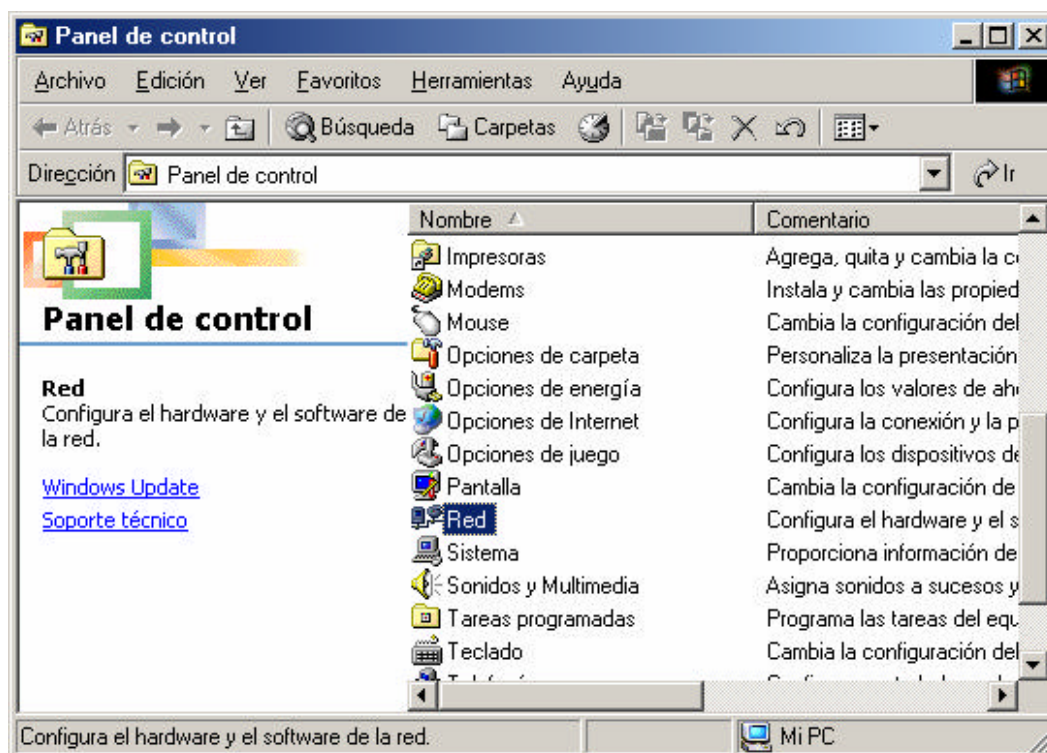 Panel de control
Archivo Edición Ver Favoritos Herramientas Ayuda
Atrás Búsqueda Carpetas
Dirección Panel de control Ir
Panel de control
Red
Configura el hardware y el software de
la red.
Windows Update
Soporte técnico
Nombre Comentario
Impresoras Agrega, quita y cambia la
Modems Instala y cambia las propied
Mouse Cambia la configuración del
Opciones de carpeta Personaliza la presentación
Opciones de energía Configura los valores de
Opciones de Internet Configura la conexión y la p
Opciones de juego Configura los dispositivos de
Pantalla Cambia la configuración de
Red Configura el hardware y el s
Sistema Proporciona información de
Sonidos y Multimedia Asigna sonidos a sucesos y
Tareas programadas Programa las tareas del equ
Teclado Cambia la configuración del
Configura el hardware y el software de la red. Mi PC